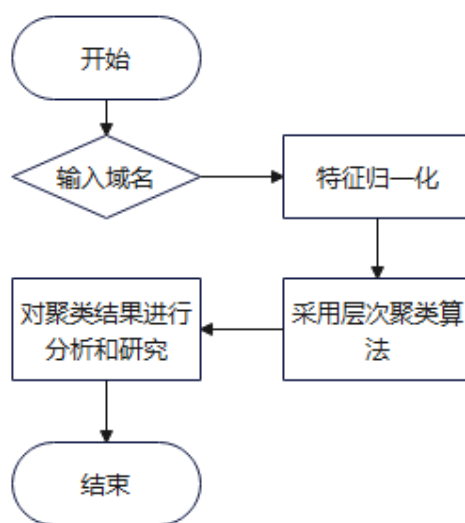 开始
输入域名
特征归一化
采用层次聚类算
法
对聚类结果进行
分析和研究
结束